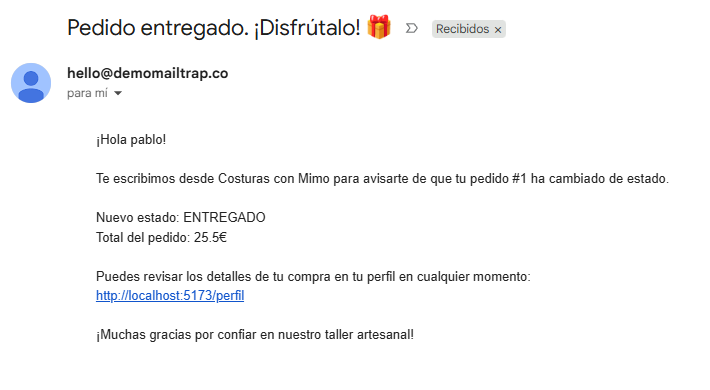 Pedido entregado. ¡Disfrútalo! 🎁 Recibidos ×
hello@demomailtrap.co
para mí
¡Hola pablo!
Te escribimos desde Costuras con Mimo para avisarte de que tu pedido #1 ha cambiado de estado.
Nuevo estado: ENTREGADO
Total del pedido: 25.5€
Puedes revisar los detalles de tu compra en tu perfil en cualquier momento:
http://localhost:5173/perfil
¡Muchas gracias por confiar en nuestro taller artesanal!